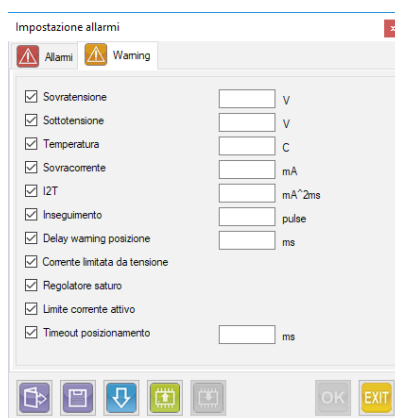 Impostazione allarmi
Allarmi Warning
Sovratensione V
Sottotensione V
Temperatura C
Sovracorrente mA
I2T mA^2ms
Inseguimento pulse
Delay warning posizione ms
Corrente limitata da tensione
Regolatore saturo
Limite corrente attivo
Timeout posizionamento ms
OK EXIT